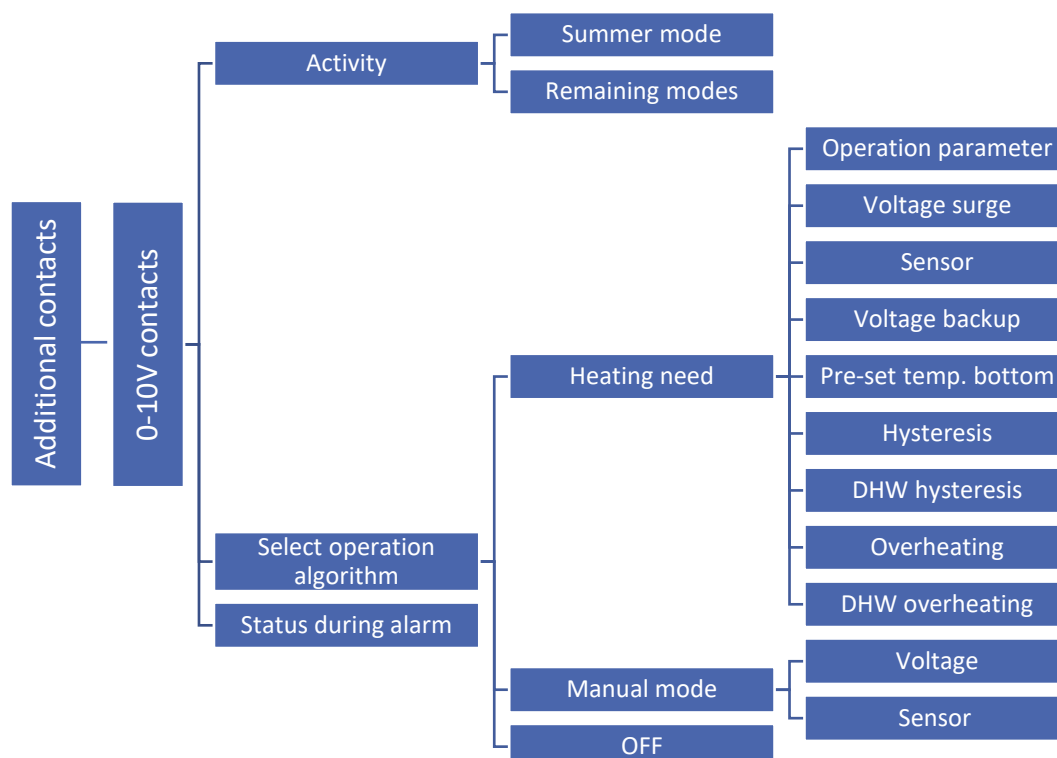 Additional contacts
0-10V contacts
Activity
Summer mode
Remaining modes
Select operation
algorithm
Heating need
Operation parameter
Voltage surge
Sensor
Voltage backup
Pre-set temp. bottom
Hysteresis
DHW hysteresis
Overheating
DHW overheating
Manual mode
Voltage
Sensor
OFF
Status during alarm